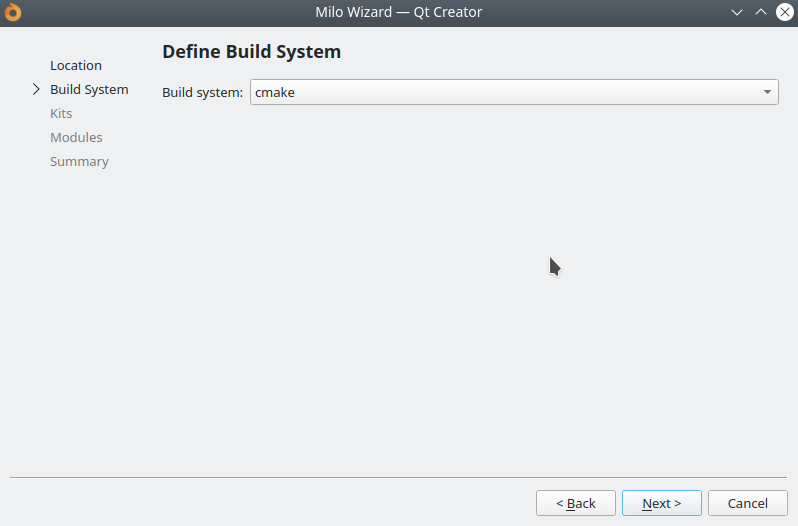 Milo Wizard — Qt Creator
Location
Build System
Kits
Modules
Summary
Define Build System
Build system: cmake
< Back
Next >
Cancel